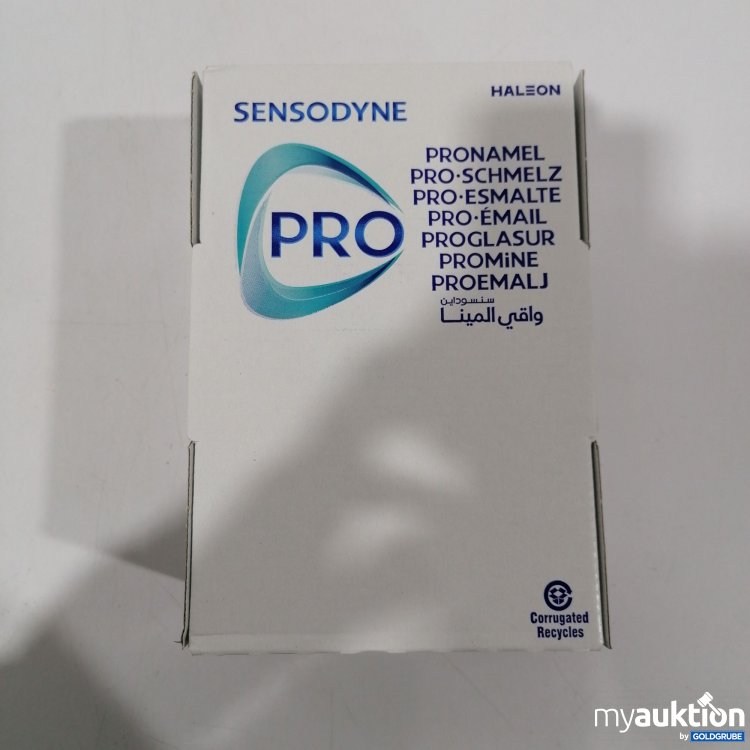 HALEON
SENSODYNE
PRO
PRONAMEL
PRO·SCHMELZ
PRO·ESMALTE
PRO·ÉMAIL
PROGLASUR
PROMiNE
PROEMALJ
سنسوداين
واقي المينا
Corrugated
Recycles
myauktion
by GOLDGRUBE